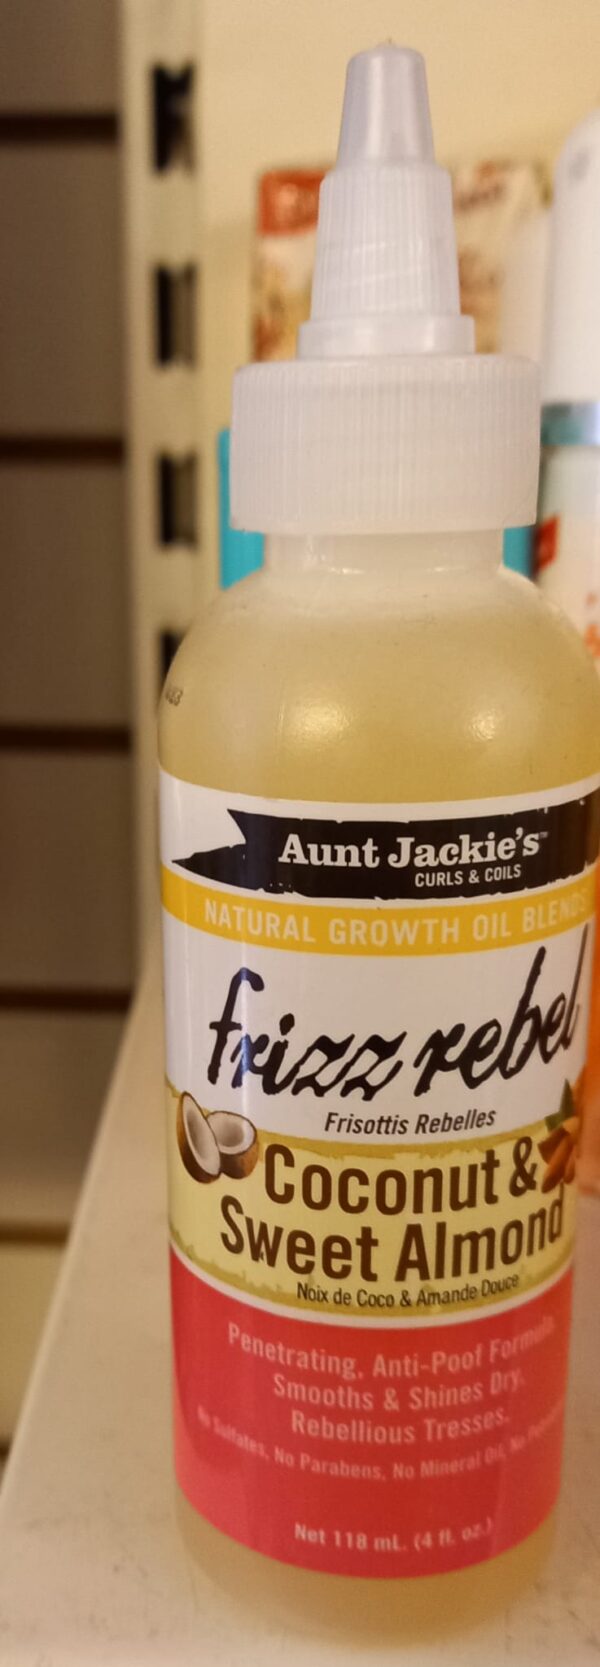 Aunt Jackie's™
CURLS & COILS
NATURAL GROWTH OIL BLENDS
frizz rebel
Frisottis Rebelles
Coconut &
Sweet Almond
Noix de Coco & Amande Douce
Penetrating, Anti-Poof Formula
Smooths & Shines Dry,
Rebellious Tresses.
No Sulfates, No Parabens, No Mineral Oil, No
Net 118 mL. (4 fl. oz.)